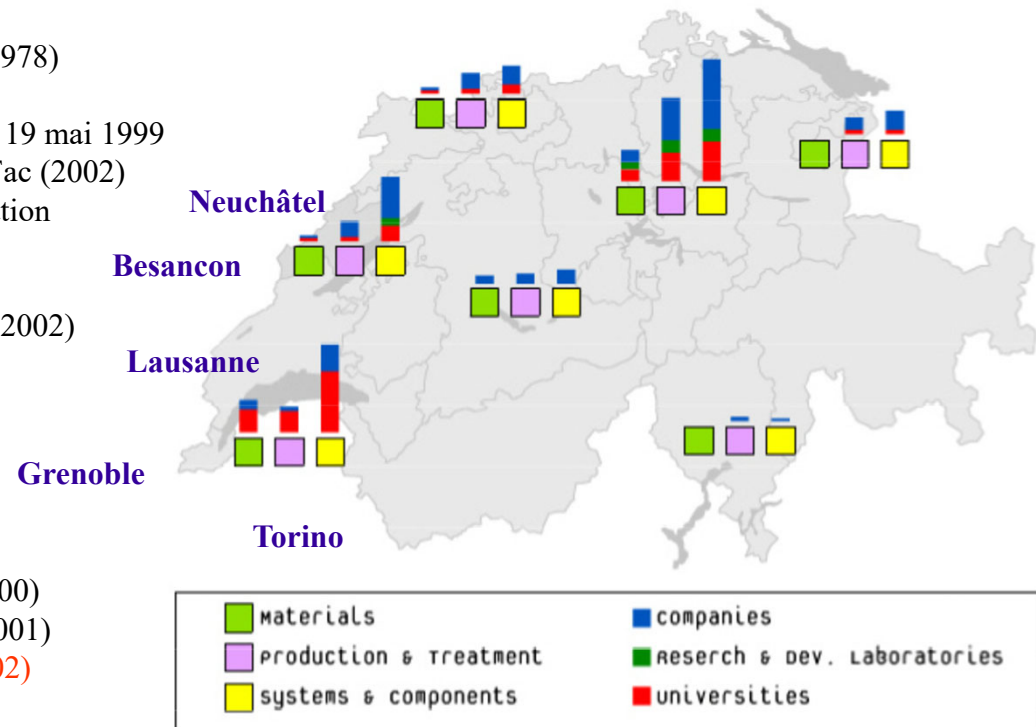 978)
19 mai 1999
ac (2002)
tion
Neuchâtel
Besancon
2002)
Lausanne
Grenoble
Torino
00)
001)
02)
Materials
Production & Treatment
systems & components
companies
Reserch & Dev. Laboratories
universities